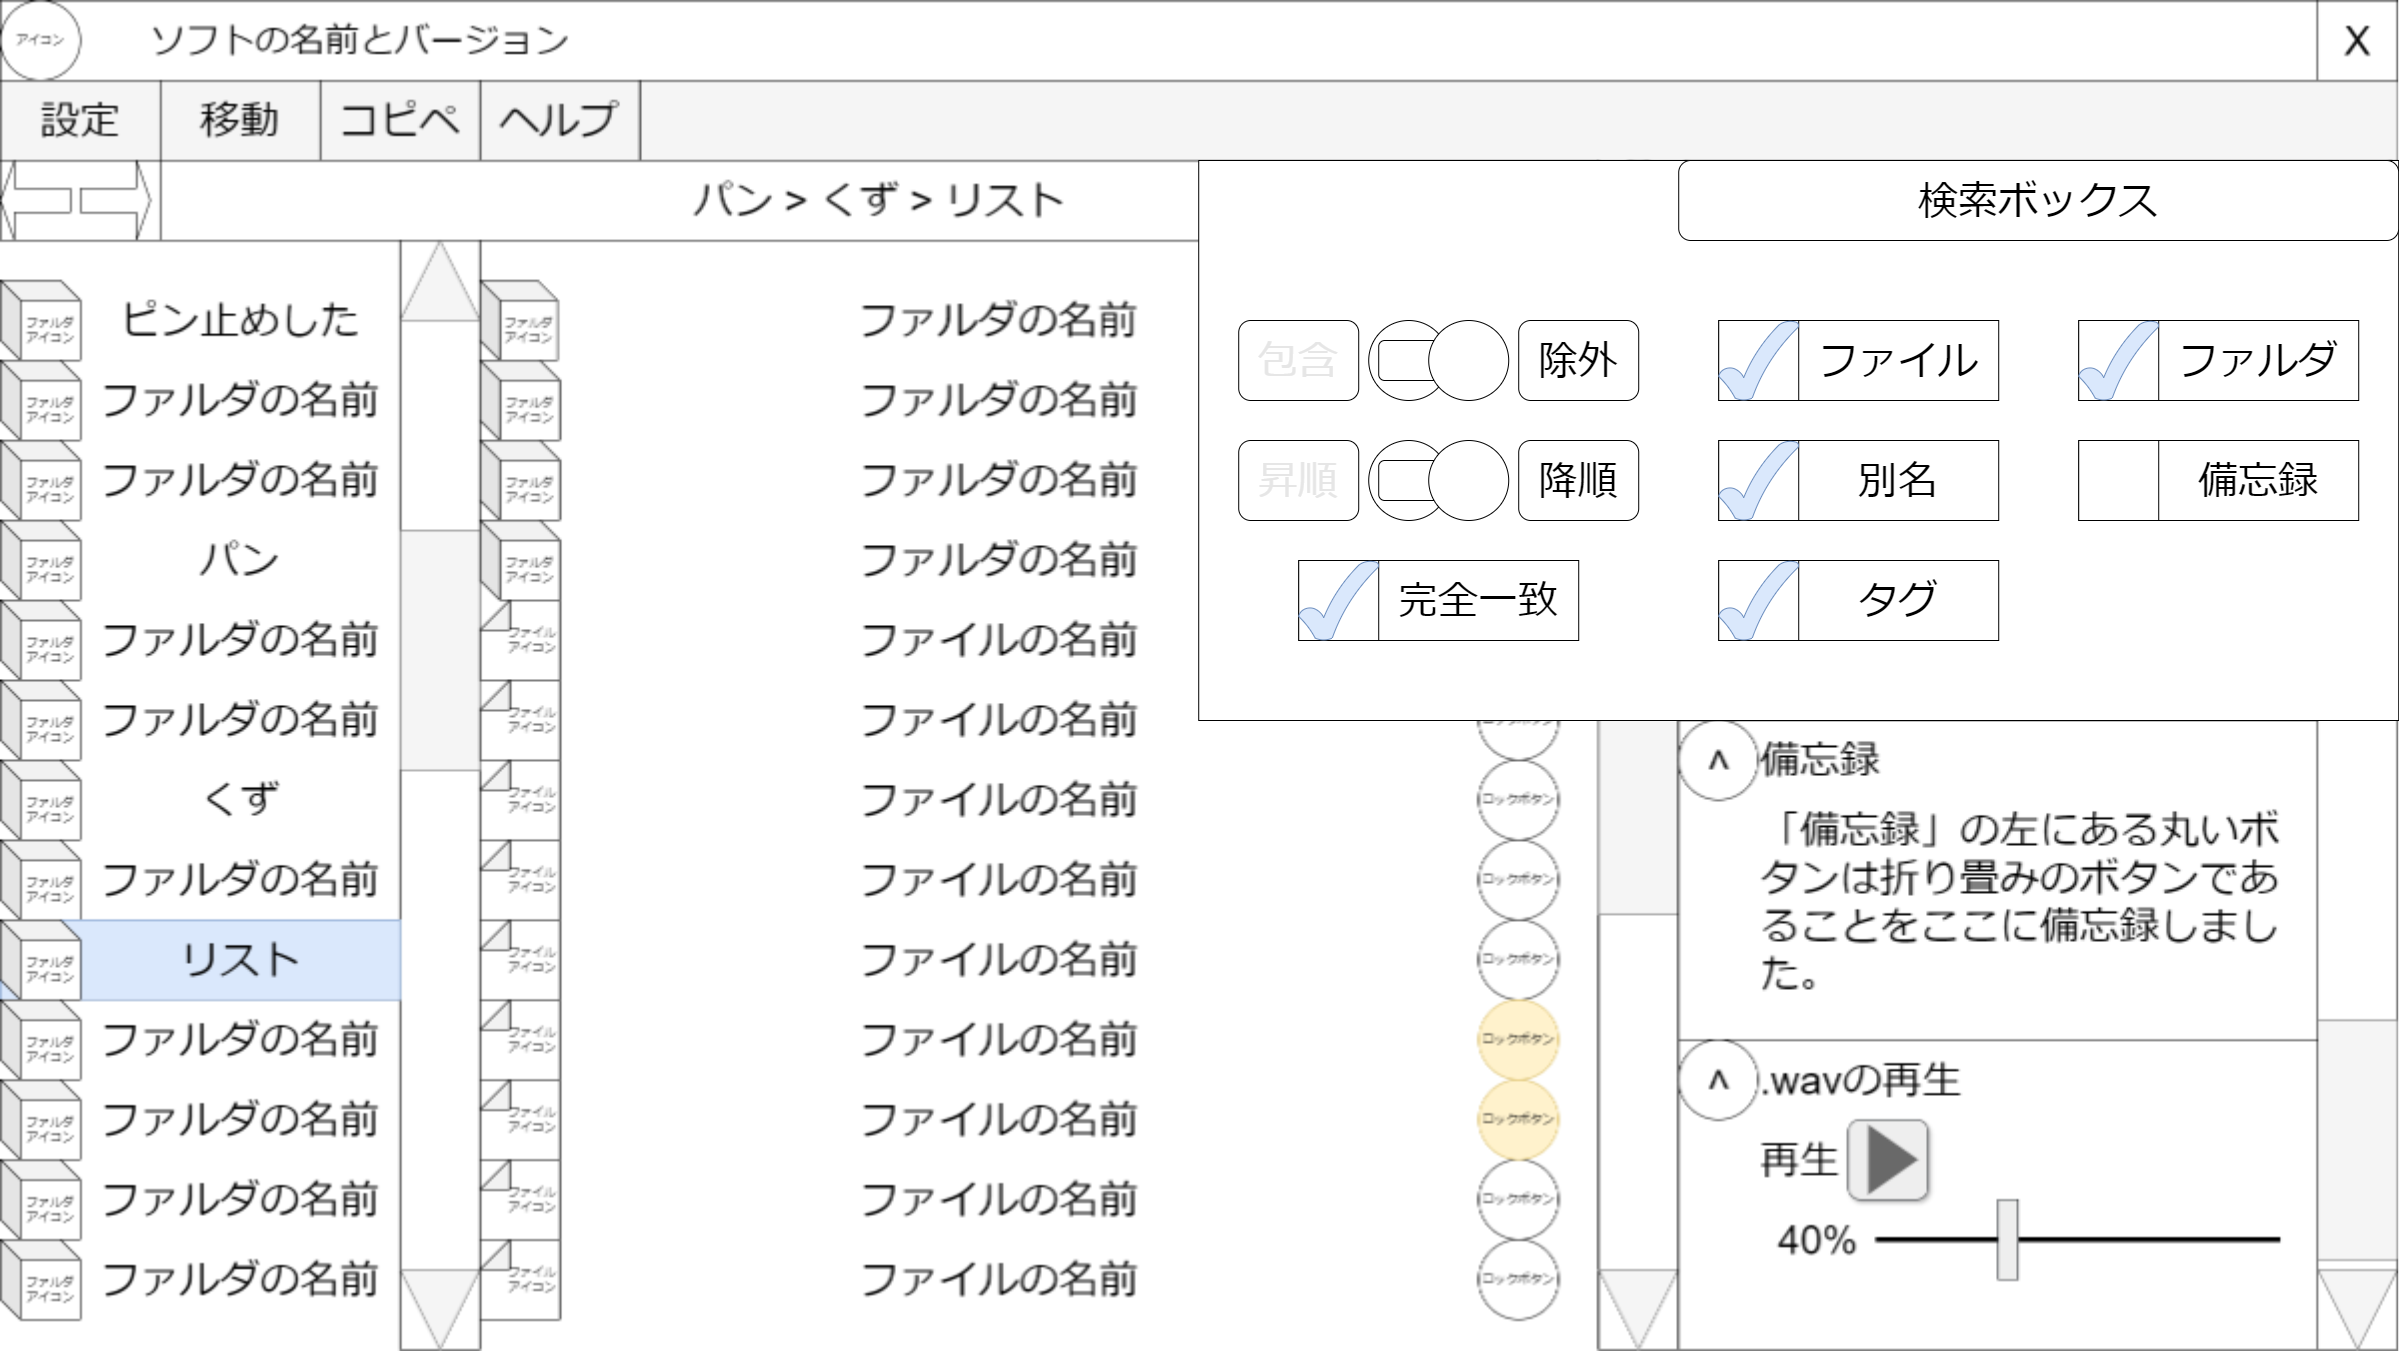 アイコン
ソフトの名前とバージョン
X
設定
移動
コピペ
ヘルプ
パン > くず > リスト
検索ボックス
包含
除外
ファイル
ファルダ
昇順
降順
別名
備忘録
完全一致
タグ
ファルダ
アイコン
ピン止めした
ファルダ
アイコン
ファルダの名前
ファルダ
アイコン
ファルダの名前
ファルダ
アイコン
パン
ファルダ
アイコン
ファルダの名前
ファルダ
アイコン
ファルダの名前
ファルダ
アイコン
くず
ファルダ
アイコン
ファルダの名前
ファルダ
アイコン
リスト
ファルダ
アイコン
ファルダの名前
ファルダ
アイコン
ファルダの名前
ファルダ
アイコン
ファルダの名前
ファルダ
アイコン
ファルダの名前
ファルダ
アイコン
ファルダの名前
ファルダ
アイコン
ファルダの名前
ファルダ
アイコン
ファルダの名前
ファルダ
アイコン
ファルダの名前
ファイル
アイコン
ファイルの名前
ファイル
アイコン
ファイルの名前
ファイル
アイコン
ファイルの名前
ロックボタン
ファイル
アイコン
ファイルの名前
ロックボタン
ファイル
アイコン
ファイルの名前
ロックボタン
ファイル
アイコン
ファイルの名前
ロックボタン
ファイル
アイコン
ファイルの名前
ロックボタン
ファイル
アイコン
ファイルの名前
ロックボタン
ファイル
アイコン
ファイルの名前
ロックボタン
^ 備忘録
「備忘録」の左にある丸いボ
タンは折り畳みのボタンであ
ることをここに備忘録しまし
た。
^ .wavの再生
再生
40%